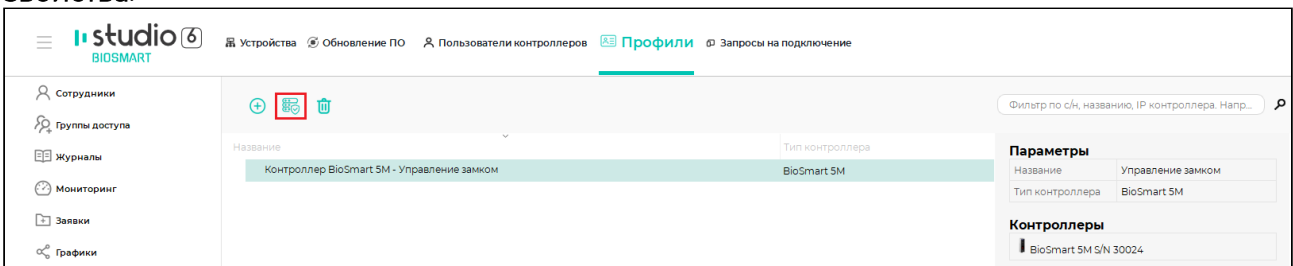 studio 6
BIOSMART
Устройства Обновление ПО Пользователи контроллеров Профили Запросы на подключение
Сотрудники
Группы доступа
Журналы
Мониторинг
Заявки
Графики
Фильтр по с/н, названию, IP контроллера. Напр...
Название Тип контроллера
Контроллер BioSmart 5M - Управление замком BioSmart 5M
Параметры
Название Управление замком
Тип контроллера BioSmart 5M
Контроллеры
BioSmart 5M S/N 30024